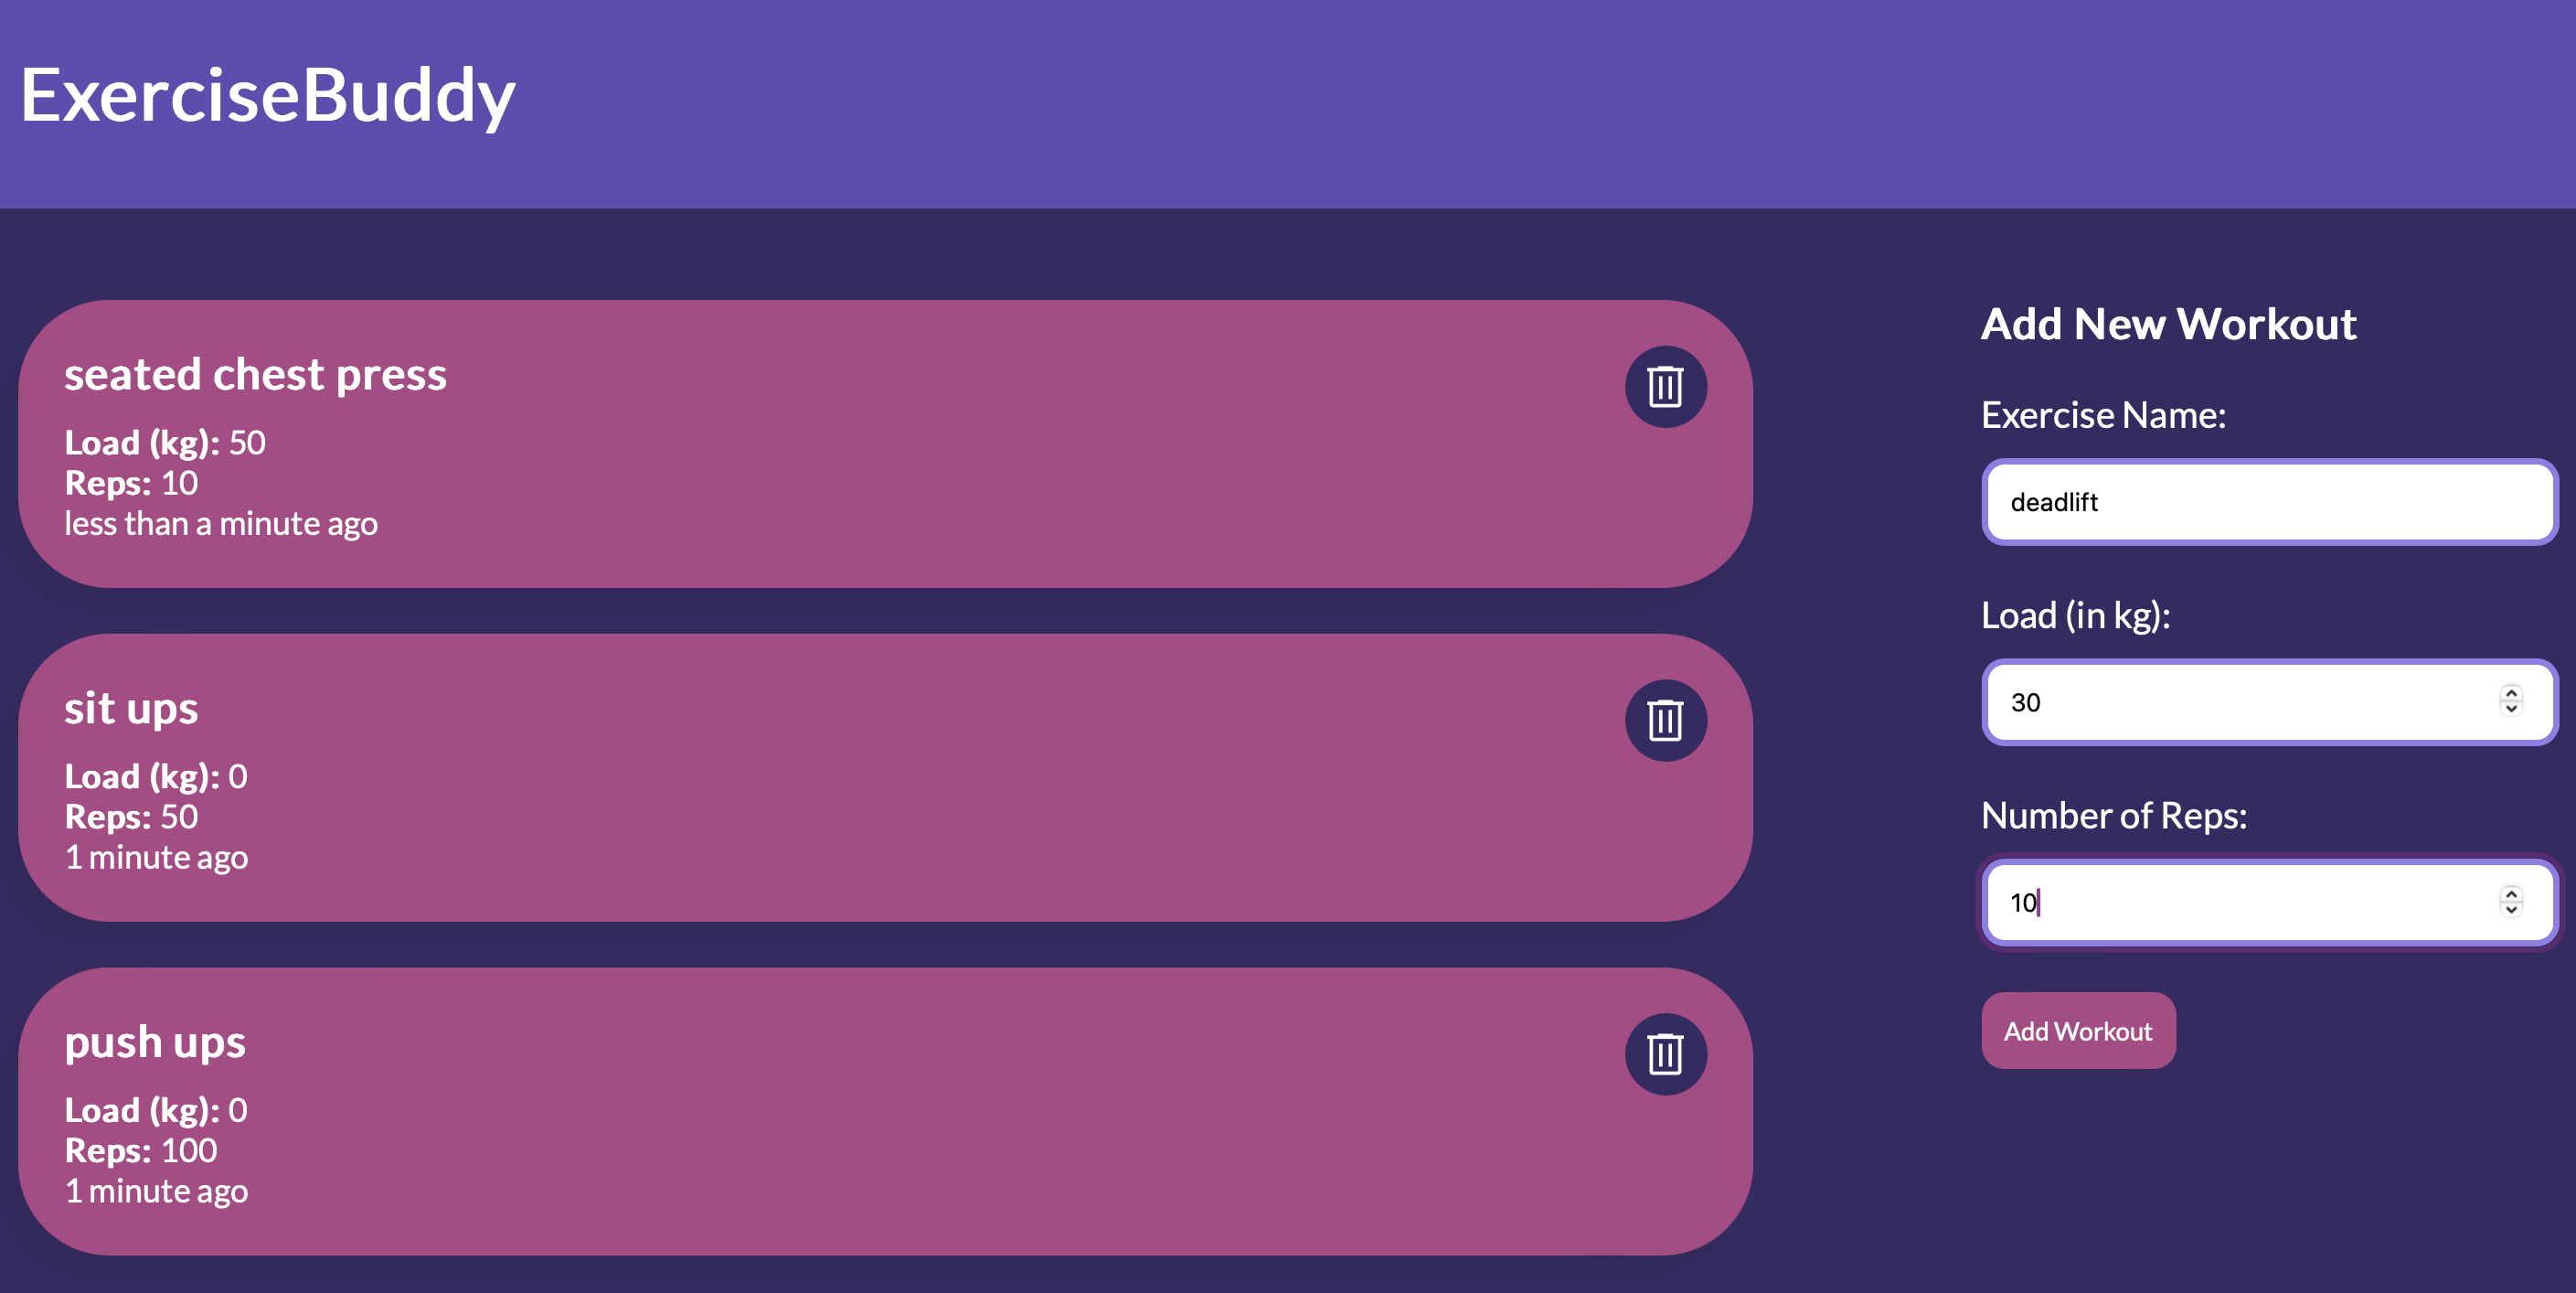 ExerciseBuddy
seated chest press
Load (kg): 50
Reps: 10
less than a minute ago
sit ups
Load (kg): 0
Reps: 50
1 minute ago
push ups
Load (kg): 0
Reps: 100
1 minute ago
Add New Workout
Exercise Name:
deadlift
Load (in kg):
30
Number of Reps:
10
Add Workout